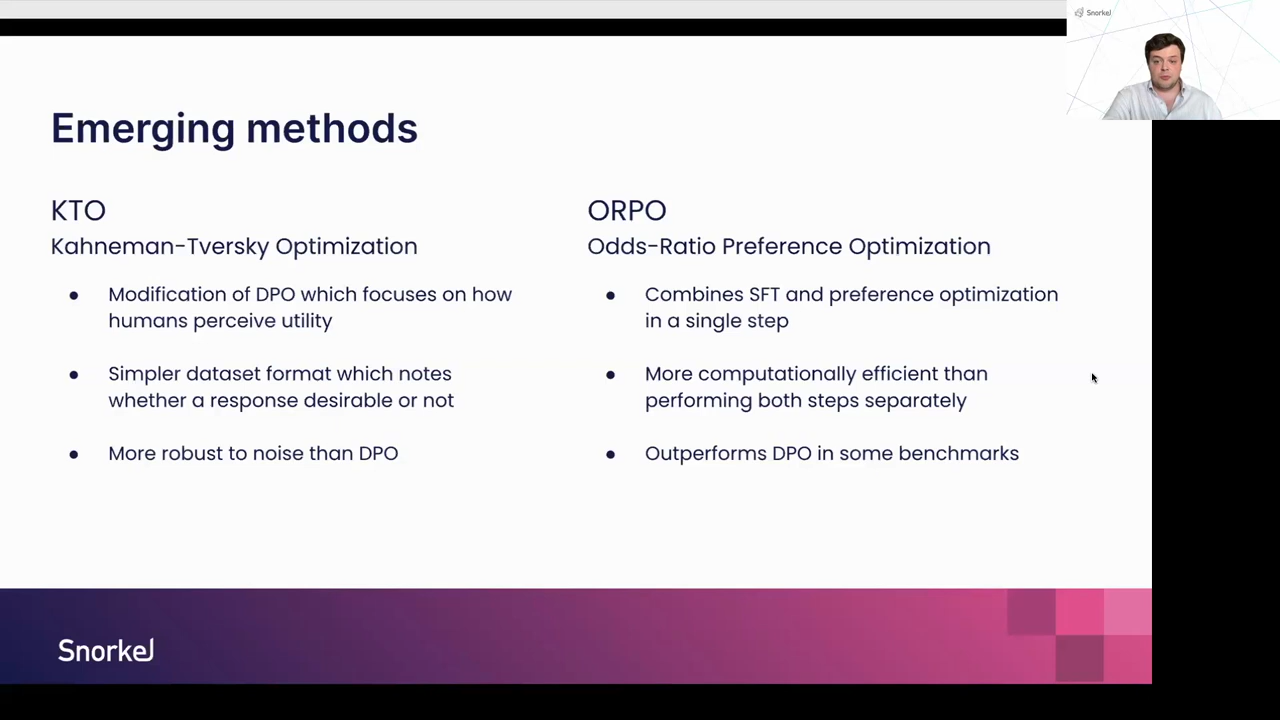 Snorkel
Emerging methods
KTO
Kahneman-Tversky Optimization
● Modification of DPO which focuses on how
humans perceive utility
● Simpler dataset format which notes
whether a response desirable or not
● More robust to noise than DPO
ORPO
Odds-Ratio Preference Optimization
● Combines SFT and preference optimization
in a single step
● More computationally efficient than
performing both steps separately
● Outperforms DPO in some benchmarks
Snorkel